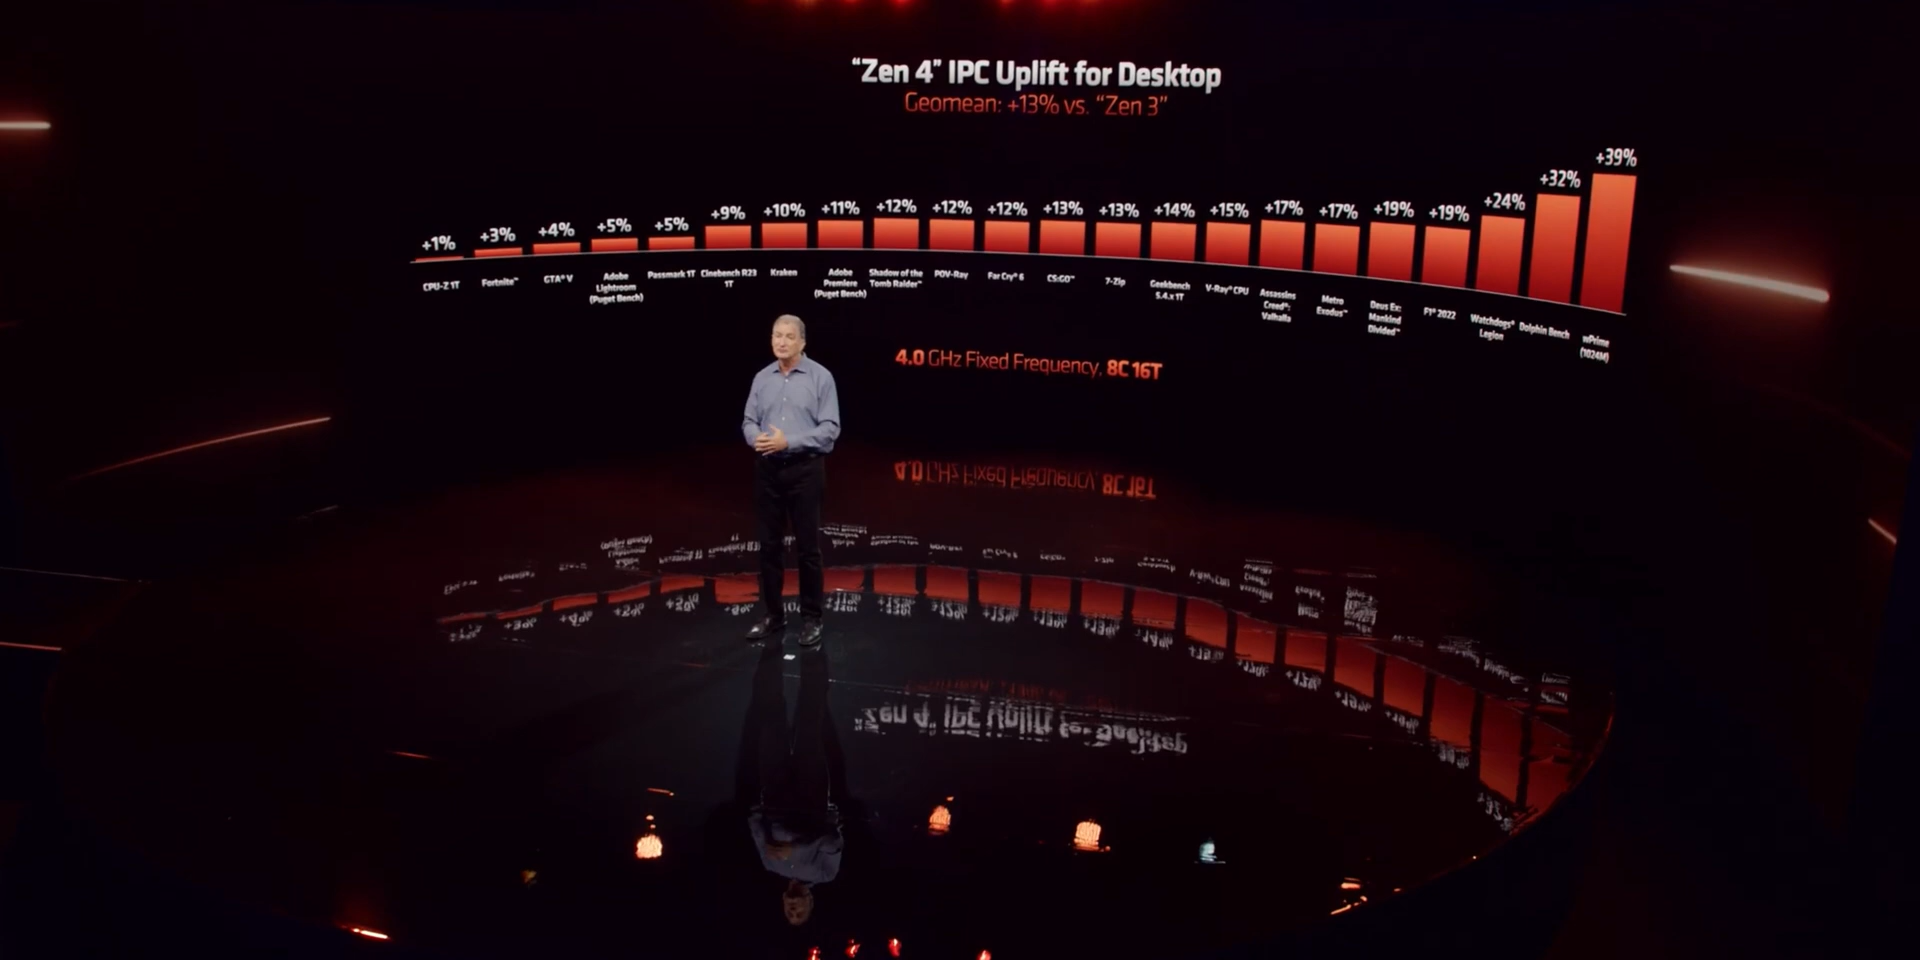 “Zen 4” IPC Uplift for Desktop
Geomean: +13% vs. “Zen 3”
+1%
+3%
+4%
+5%
+5%
+9%
+10%
+11%
+12%
+12%
+12%
+13%
+13%
+14%
+15%
+17%
+17%
+19%
+19%
+24%
+32%
+39%
CPU-Z 1T
Fortnite™
GTA® V
Adobe
Lightroom
(Puget Bench)
Passmark 1T
Cinebench R23
1T
Kraken
Adobe
Premiere
(Puget Bench)
Shadow of the
Tomb Raider™
POV-Ray
Far Cry® 6
CS:GO™
7-Zip
Geekbench
5.4.x 1T
V-Ray® CPU
Assassins
Creed®:
Valhalla
Metro
Exodus™
Deus Ex:
Mankind
Divided™
F1® 2022
Watchdogs®
Legion
Dolphin Bench
wPrime
(1024M)
4.0 GHz Fixed Frequency, 8C 16T